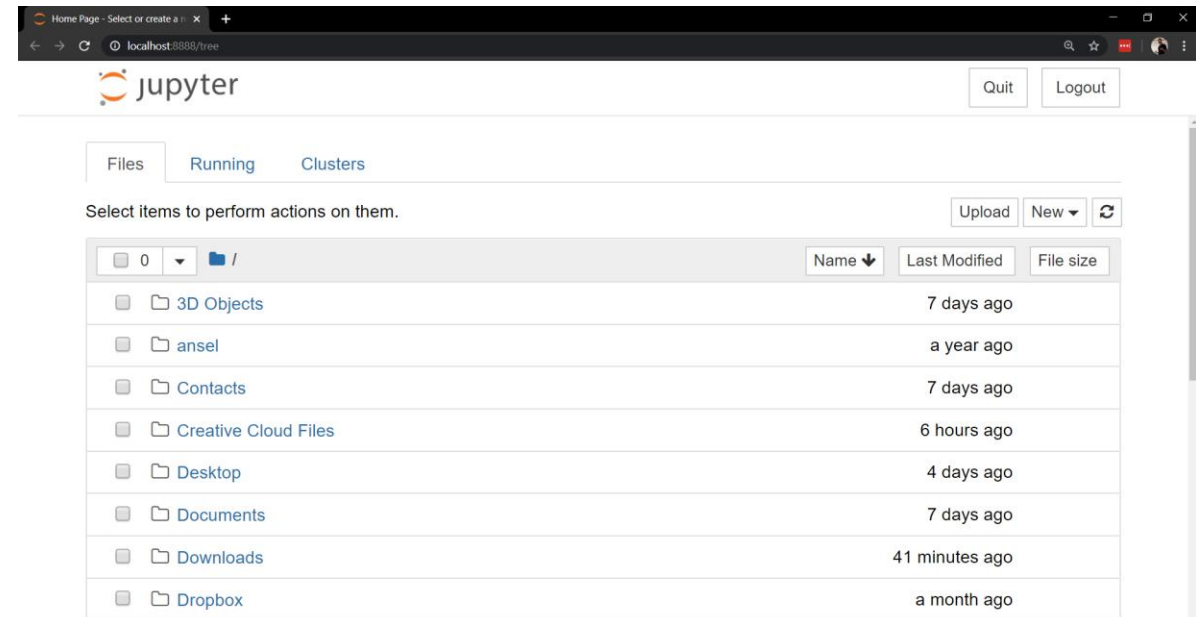 Home Page - Select or create a n
localhost:8888/tree
jupyter
Quit Logout
Files Running Clusters
Select items to perform actions on them.
Upload New
0 / Name Last Modified File size
3D Objects 7 days ago
ansel a year ago
Contacts 7 days ago
Creative Cloud Files 6 hours ago
Desktop 4 days ago
Documents 7 days ago
Downloads 41 minutes ago
Dropbox a month ago